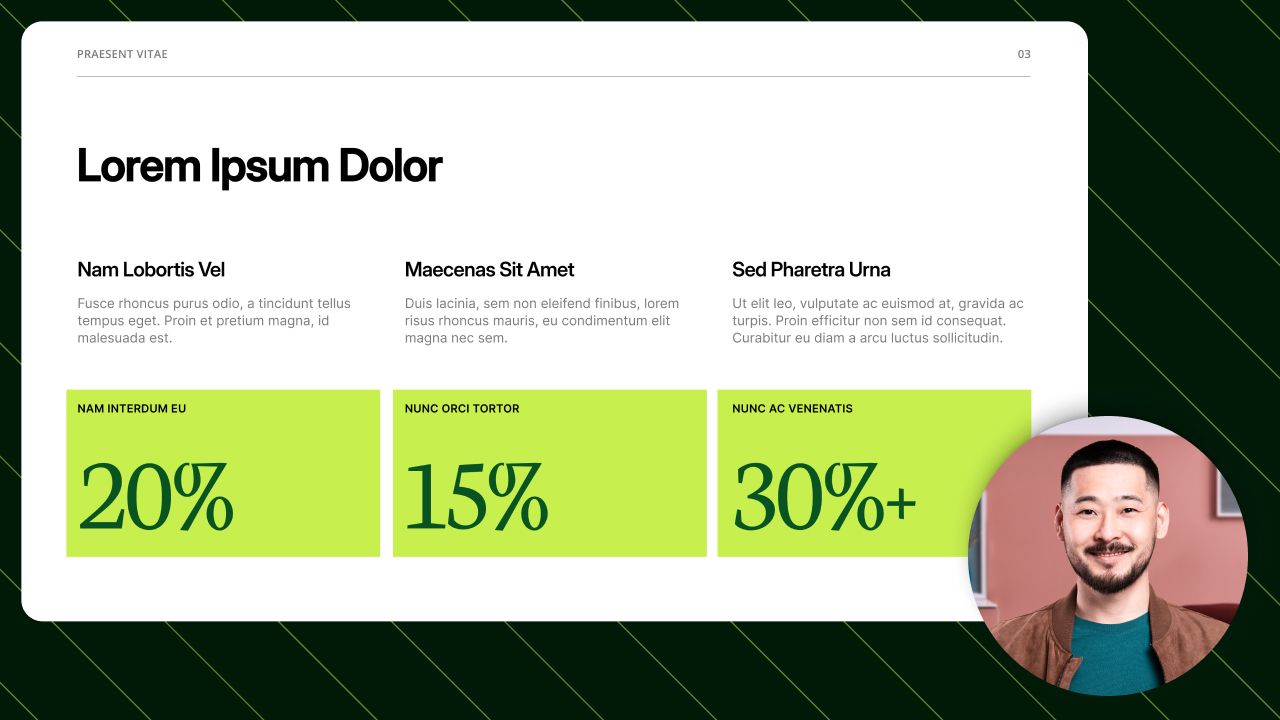 PRAESENT VITAE
03
Lorem Ipsum Dolor
Nam Lobortis Vel
Fusce rhoncus purus odio, a tincidunt tellus
tempus eget. Proin et pretium magna, id
malesuada est.
Maecenas Sit Amet
Duis lacinia, sem non eleifend finibus, lorem
risus rhoncus mauris, eu condimentum elit
magna nec sem.
Sed Pharetra Urna
Ut elit leo, vulputate ac euismod at, gravida ac
turpis. Proin efficitur non sem id consequat.
Curabitur eu diam a arcu luctus sollicitudin.
NAM INTERDUM EU
20%
NUNC ORCI TORTOR
15%
NUNC AC VENENATIS
30%+